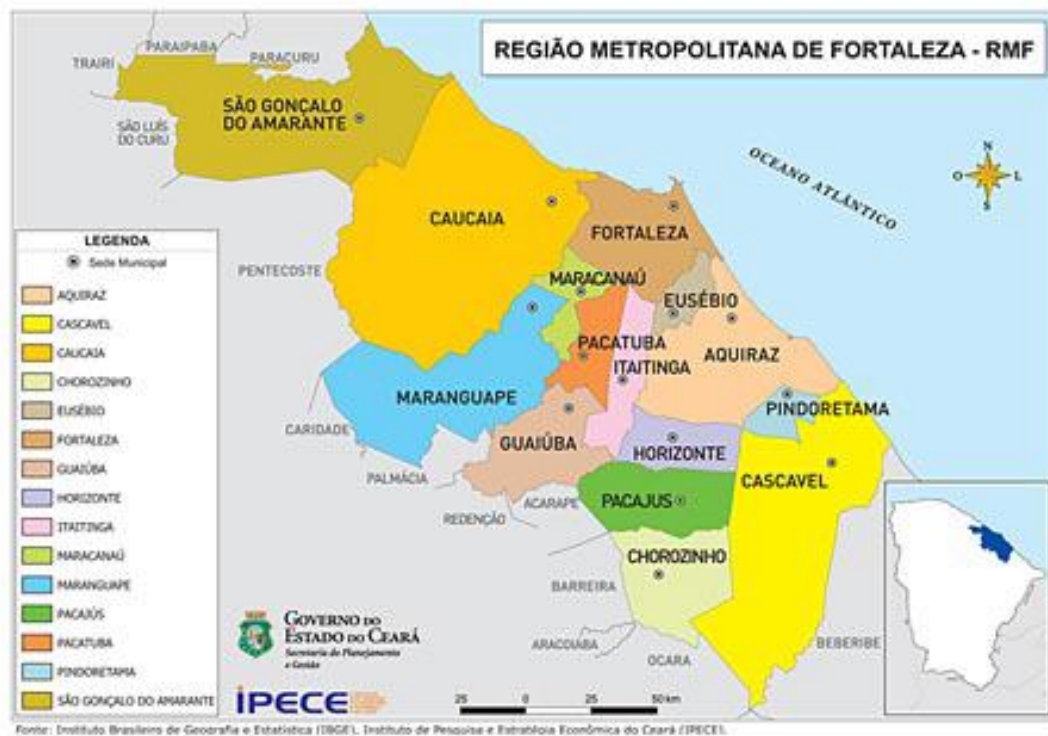 REGIÃO METROPOLITANA DE FORTALEZA - RMF
PARAIPABA
TRAIRI
PARACURU
SÃO GONÇALO
DO AMARANTE
SÃO LUÍS
DO CURU
OCEANO ATLÂNTICO
N
O
L
S
CAUCAIA
FORTALEZA
PENTECOSTE
MARACANAÚ
EUSÉBIO
PACATUBA
AQUIRAZ
ITAITINGA
MARANGUAPE
PINDORETAMA
CARIDADE
GUAIÚBA
HORIZONTE
PALMÁCIA
CASCAVEL
ACARAPE
PACAJUS
REDENÇÃO
CHOROZINHO
BARREIRA
ARACOIABA
OCARA
BEBERIBE
LEGENDA
Sede Municipal
AQUIRAZ
CASCAVEL
CAUCAIA
CHOROZINHO
EUSÉBIO
FORTALEZA
GUAIÚBA
HORIZONTE
ITAITINGA
MARACANAÚ
MARANGUAPE
PACAJÚS
PACATUBA
PINDORETAMA
SÃO GONÇALO DO AMARANTE
GOVERNO DO
ESTADO DO CEARÁ
Secretaria do Planejamento
e Gestão
IPECE
25 0 25 50 km
Fonte: Instituto Brasileiro de Geografia e Estatística (IBGE), Instituto de Pesquisa e Estratégia Econômica do Ceará (IPECE).